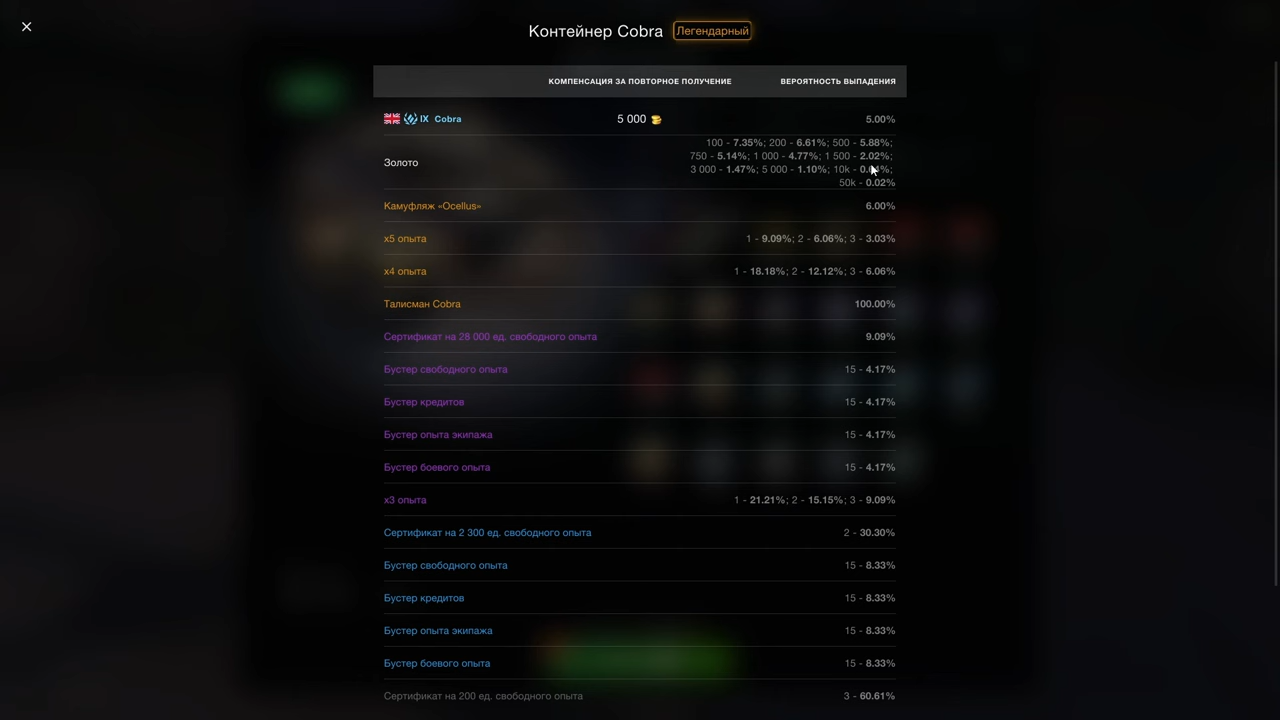 Контейнер Cobra Легендарный
КОМПЕНСАЦИЯ ЗА ПОВТОРНОЕ ПОЛУЧЕНИЕ ВЕРОЯТНОСТЬ ВЫПАДЕНИЯ
IX Cobra 5 000 5.00%
100 - 7.35%; 200 - 6.61%; 500 - 5.88%;
750 - 5.14%; 1 000 - 4.77%; 1 500 - 2.02%;
Золото
3 000 - 1.47%; 5 000 - 1.10%; 10k -
50k - 0.02%
Камуфляж «Ocellus» 6.00%
x5 опыта 1 - 9.09%; 2 - 6.06%; 3 - 3.03%
x4 опыта 1 - 18.18%; 2 - 12.12%; 3 - 6.06%
Талисман Cobra 100.00%
Сертификат на 28 000 ед. свободного опыта 9.09%
Бустер свободного опыта 15 - 4.17%
Бустер кредитов 15 - 4.17%
Бустер опыта экипажа 15 - 4.17%
Бустер боевого опыта 15 - 4.17%
x3 опыта 1 - 21.21%; 2 - 15.15%; 3 - 9.09%
Сертификат на 2 300 ед. свободного опыта 2 - 30.30%
Бустер свободного опыта 15 - 8.33%
Бустер кредитов 15 - 8.33%
Бустер опыта экипажа 15 - 8.33%
Бустер боевого опыта 15 - 8.33%
Сертификат на 200 ед. свободного опыта 3 - 60.61%